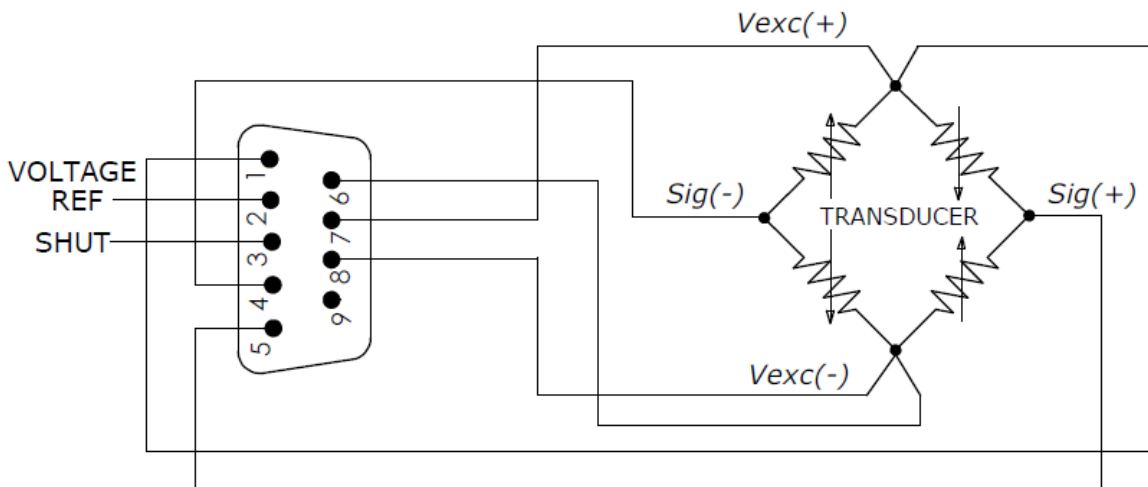 Vexc(+)
VOLTAGE
REF
SHUT
1
2
3
4
5
6
7
8
9
Sig(-)
TRANSDUCER
Sig(+)
Vexc(-)